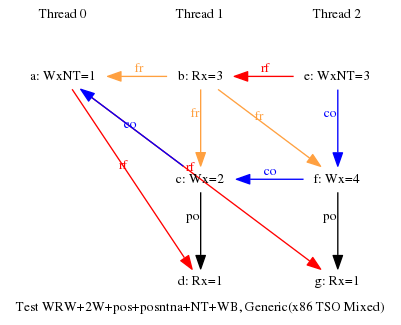 Thread 0 Thread 1 Thread 2
a: WxNT=1 fr b: Rx=3 rf e: WxNT=3
fr fr co
co
rf rf
c: Wx=2 co f: Wx=4
po po
d: Rx=1 g: Rx=1
Test WRW+2W+pos+posntna+NT+WB, Generic(x86 TSO Mixed)